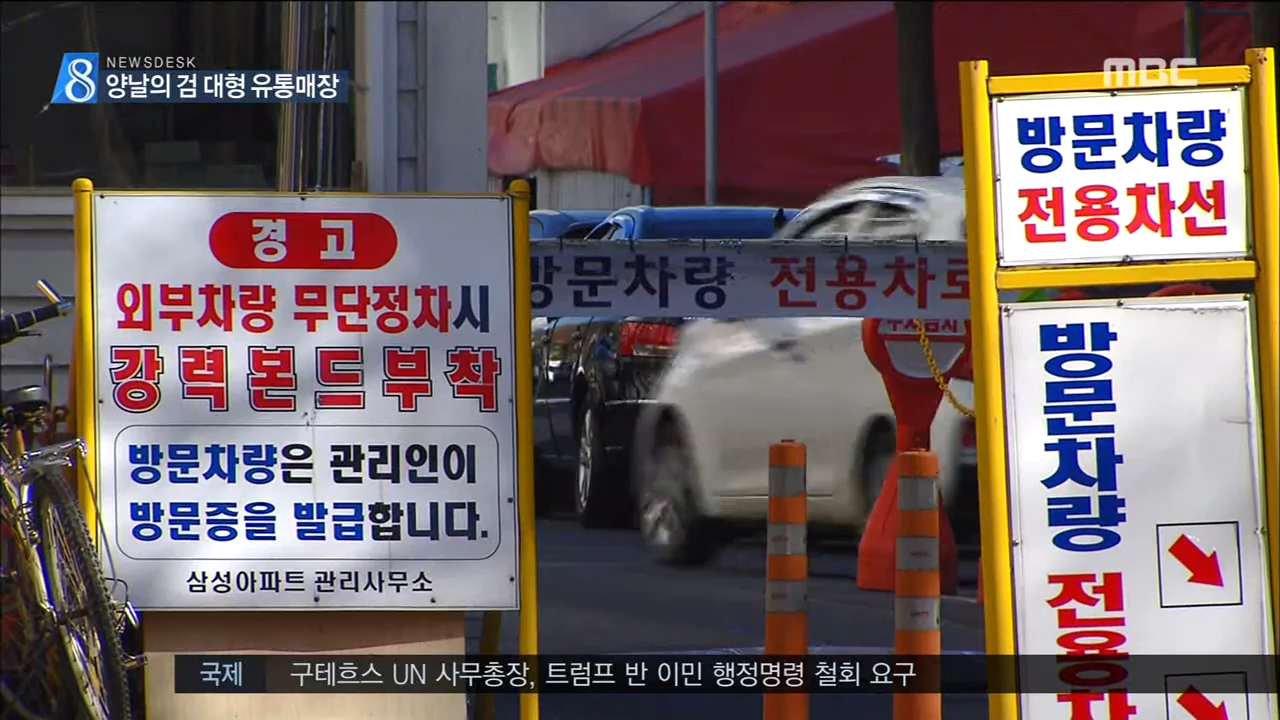 NEWSDESK
8 양날의 검 대형 유통매장
MBC
경 고
외부차량 무단정차시
강력본드부착
방문차량은 관리인이
방문증을 발급합니다.
삼성아파트 관리사무소
방문차량 전용차로
방문차량
전용차선
방문차량 전용차
국제 구테흐스 UN 사무총장, 트럼프 반 이민 행정명령 철회 요구